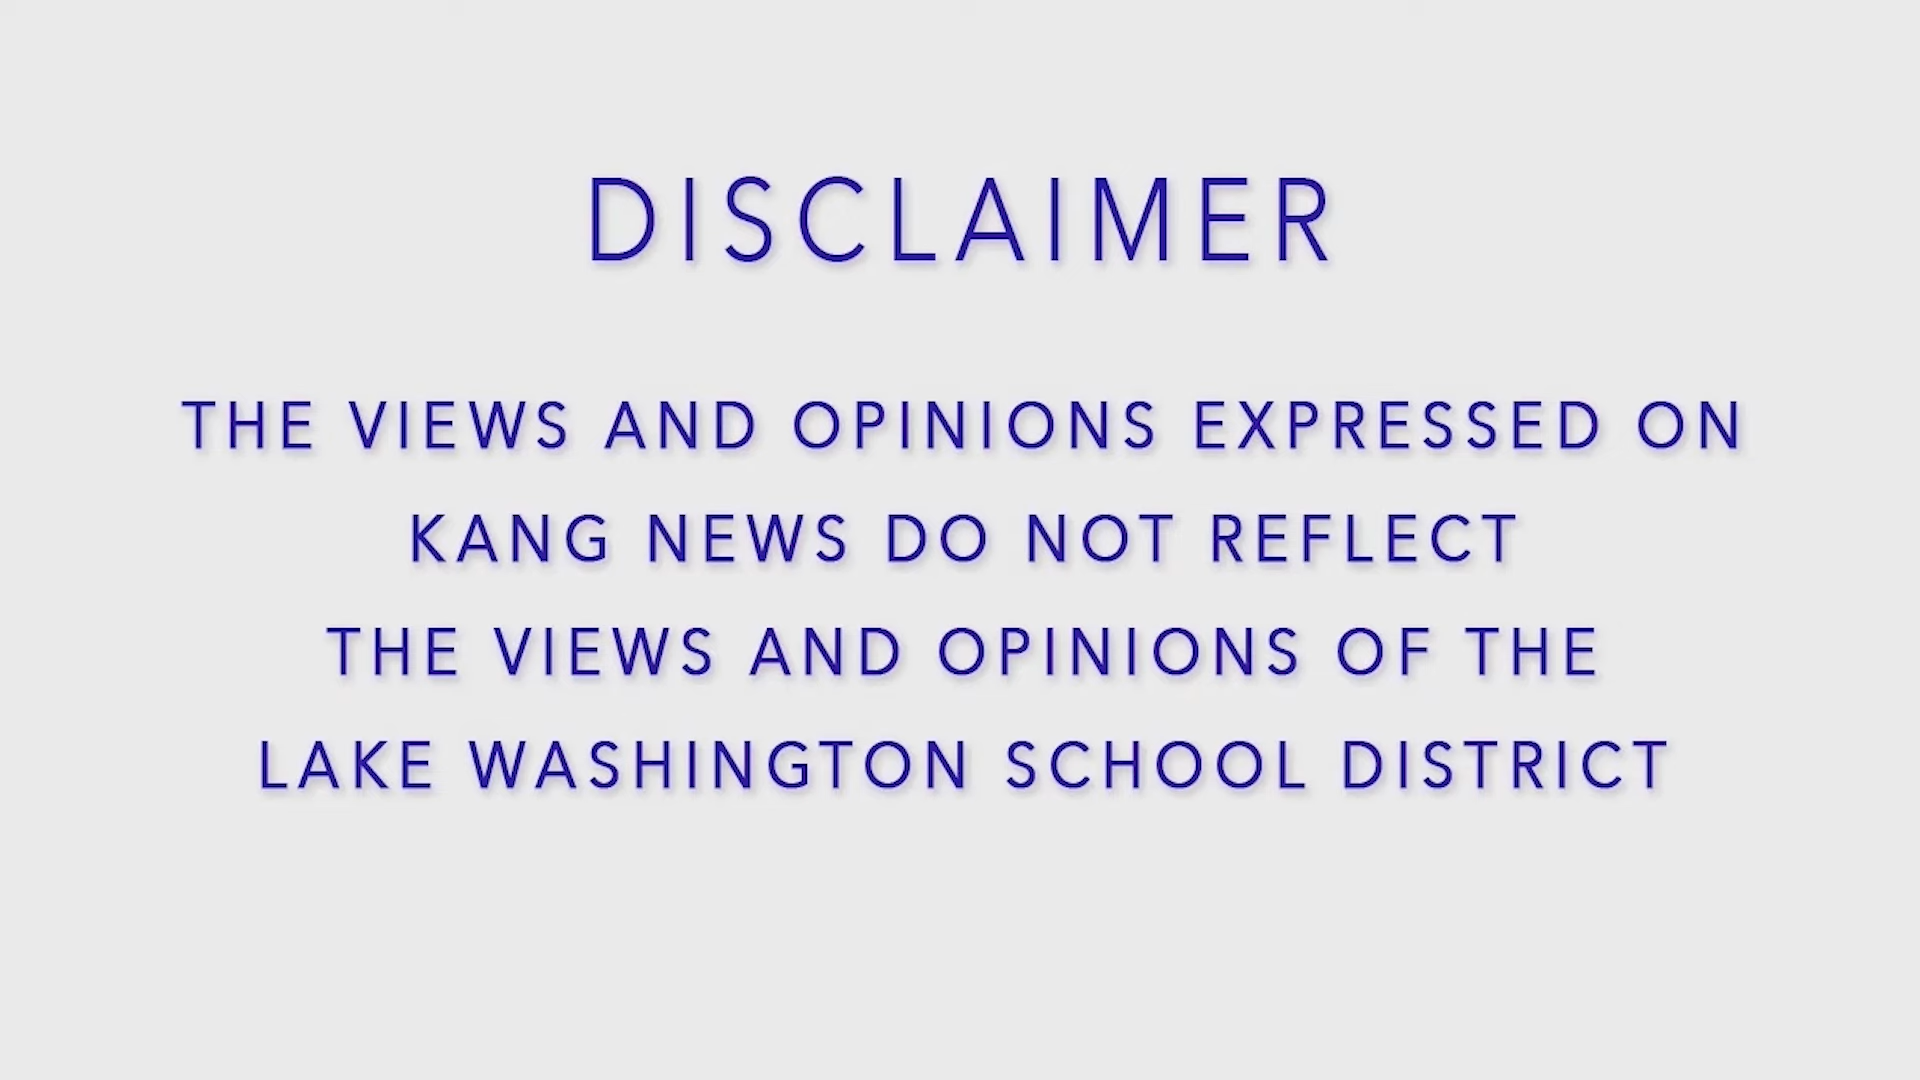 DISCLAIMER
THE VIEWS AND OPINIONS EXPRESSED ON
KANG NEWS DO NOT REFLECT
THE VIEWS AND OPINIONS OF THE
LAKE WASHINGTON SCHOOL DISTRICT